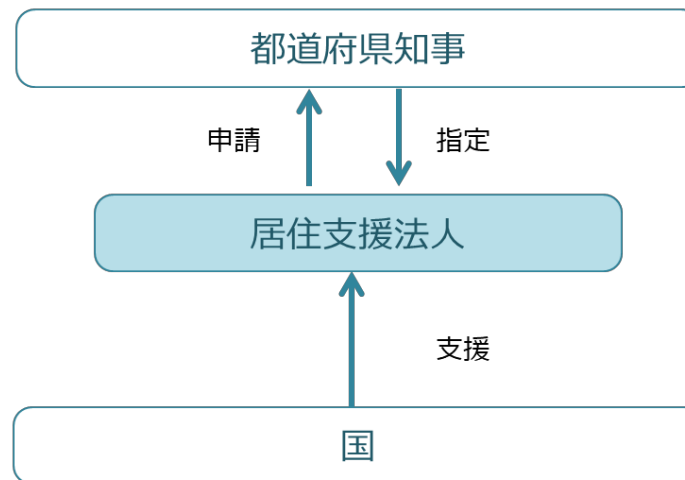 都道府県知事
申請
指定
居住支援法人
支援
国